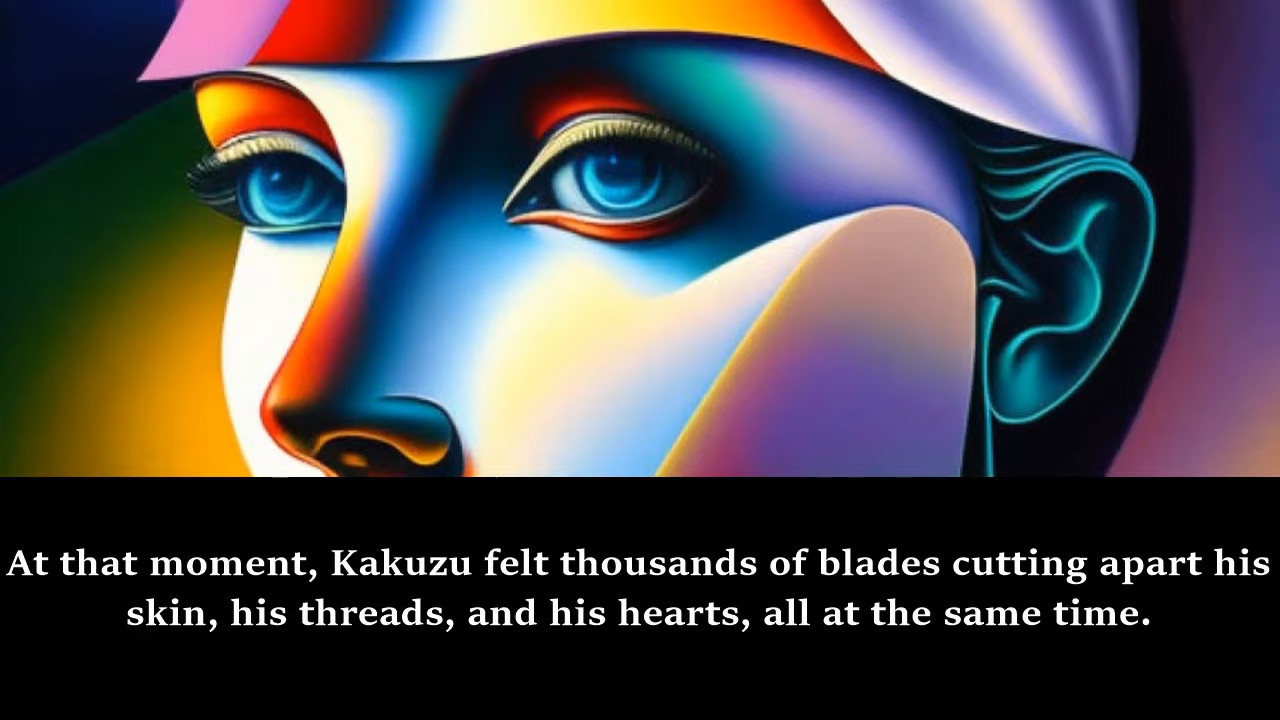 At that moment, Kakuzu felt thousands of blades cutting apart his
skin, his threads, and his hearts, all at the same time.